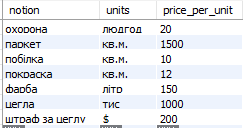 notion units price_per_unit
охорона людгод 20
паркет кв.м. 1500
побілка кв.м. 10
покраска кв.м. 12
фарба літр 150
цегла тис 1000
штраф за цеглу $ 200